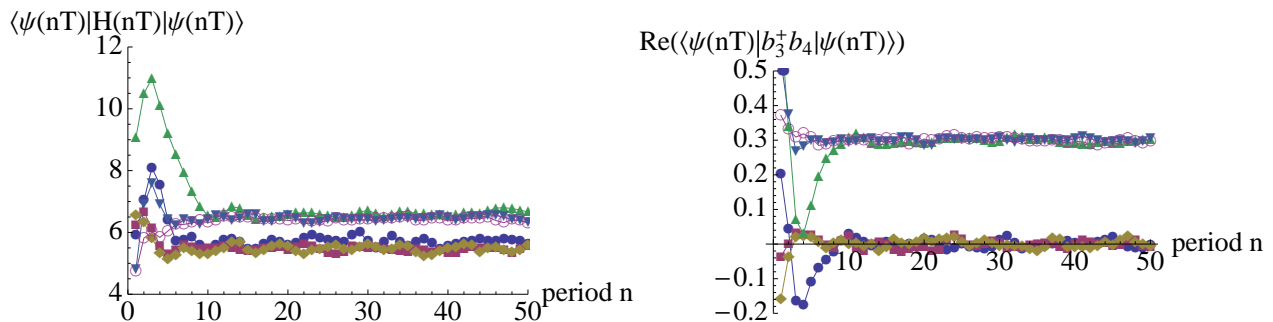 ⟨ψ(nT)|H(nT)|ψ(nT)⟩
12
10
8
6
4
0 10 20 30 40 50
period n
Re(⟨ψ(nT)|b₃⁺b₄|ψ(nT)⟩)
0.5
0.4
0.3
0.2
0.1
−0.1
−0.2
10 20 30 40 50
period n